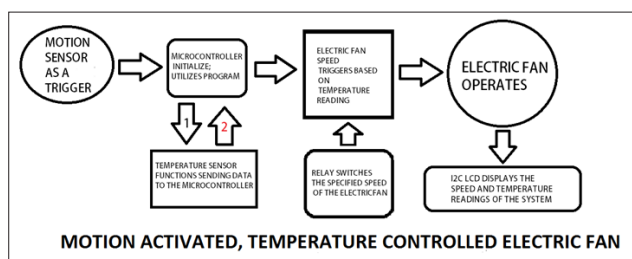 MOTION
SENSOR
AS A
TRIGGER
MICROCONTROLLER
INITIALIZE;
UTILIZES PROGRAM
ELECTRIC FAN
SPEED
TRIGGERS BASED
ON
TEMPERATURE
READING
ELECTRIC FAN
OPERATES
1
2
TEMPERATURE SENSOR
FUNCTIONS SENDING DATA
TO THE MICROCONTROLLER
RELAY SWITCHES
THE SPECIFIED SPEED
OF THE ELECTRICFAN
I2C LCD DISPLAYS THE
SPEED AND TEMPERATURE
READINGS OF THE SYSTEM
MOTION ACTIVATED, TEMPERATURE CONTROLLED ELECTRIC FAN